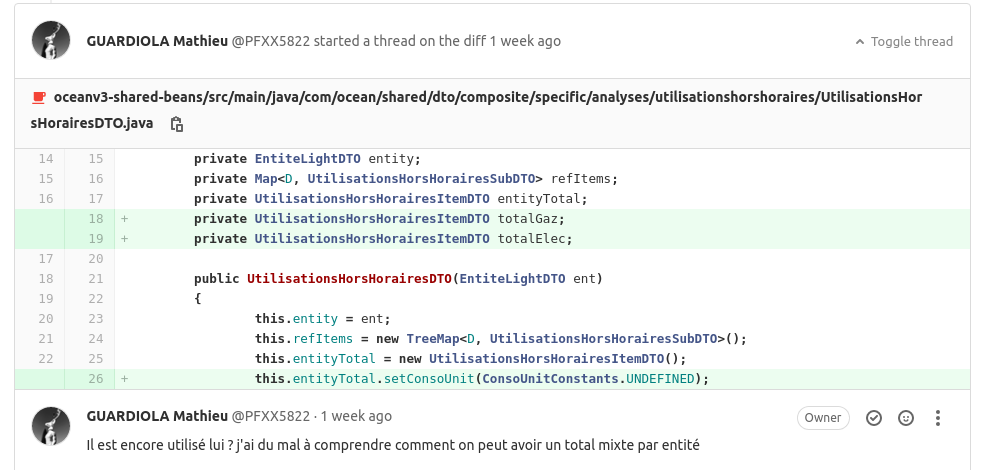 GUARDIOLA Mathieu @PFXX5822 started a thread on the diff 1 week ago
Toggle thread
oceanv3-shared-beans/src/main/java/com/ocean/shared/dto/composite/specific/analyses/utilisationshorshoraires/UtilisationsHor
sHorairesDTO.java
14 15 private EntiteLightDTO entity;
15 16 private Map<D, UtilisationsHorsHorairesSubDTO> refItems;
16 17 private UtilisationsHorsHorairesItemDTO entityTotal;
18 + private UtilisationsHorsHorairesItemDTO totalGaz;
19 + private UtilisationsHorsHorairesItemDTO totalElec;
17 20
18 21 public UtilisationsHorsHorairesDTO(EntiteLightDTO ent)
19 22 {
20 23 this.entity = ent;
21 24 this.refItems = new TreeMap<D, UtilisationsHorsHorairesSubDTO>();
22 25 this.entityTotal = new UtilisationsHorsHorairesItemDTO();
26 + this.entityTotal.setConsoUnit(ConsoUnitConstants.UNDEFINED);
GUARDIOLA Mathieu @PFXX5822 · 1 week ago
Owner
Il est encore utilisé lui ? j'ai du mal à comprendre comment on peut avoir un total mixte par entité